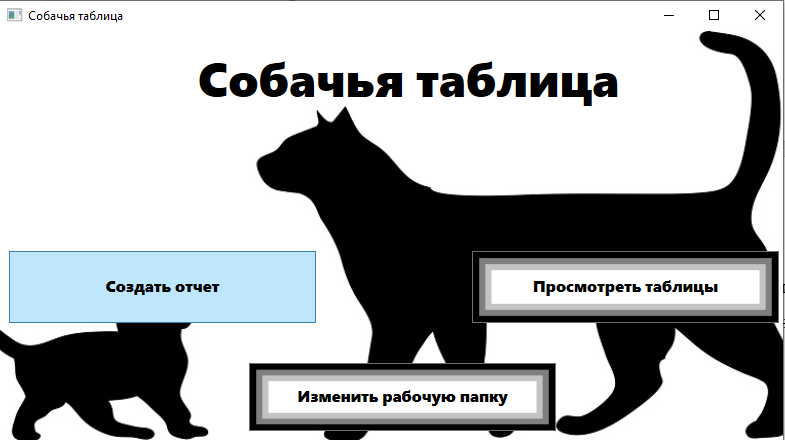 Собачья таблица
Собачья таблица
Создать отчет
Просмотреть таблицы
Изменить рабочую папку